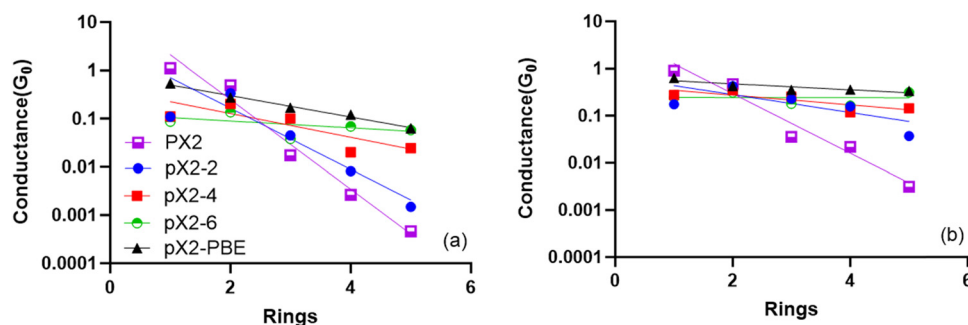 10
1
0.1
0.01
0.001
0.0001
Conductance(G₀)
0
2
4
6
Rings
PX2
pX2-2
pX2-4
pX2-6
pX2-PBE
(a)
10
1
0.1
0.01
0.001
0.0001
Conductance(G₀)
0
2
4
6
Rings
(b)